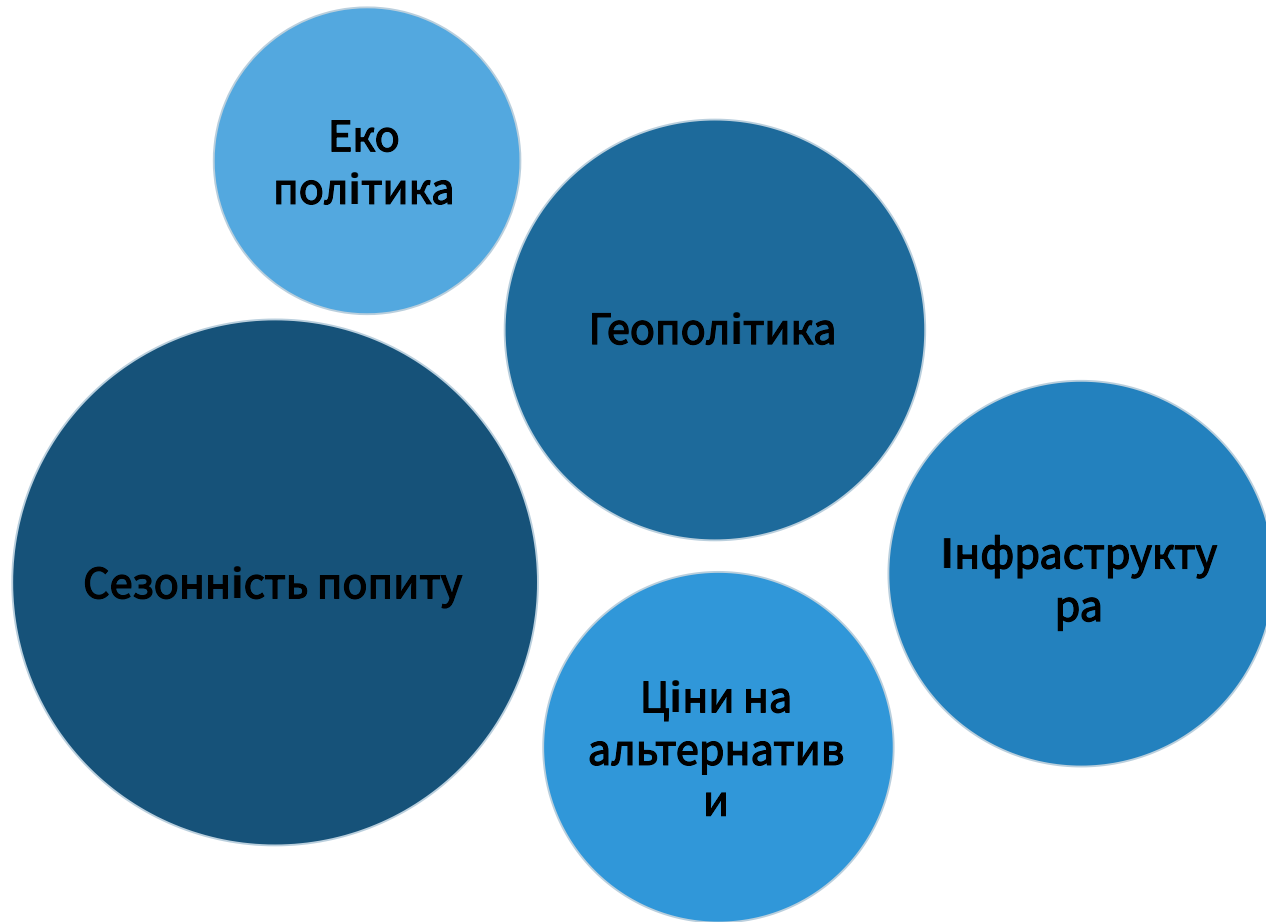 Еко
політика
Геополітика
Сезонність попиту
Інфраструкту
ра
Ціни на
альтернатив
и